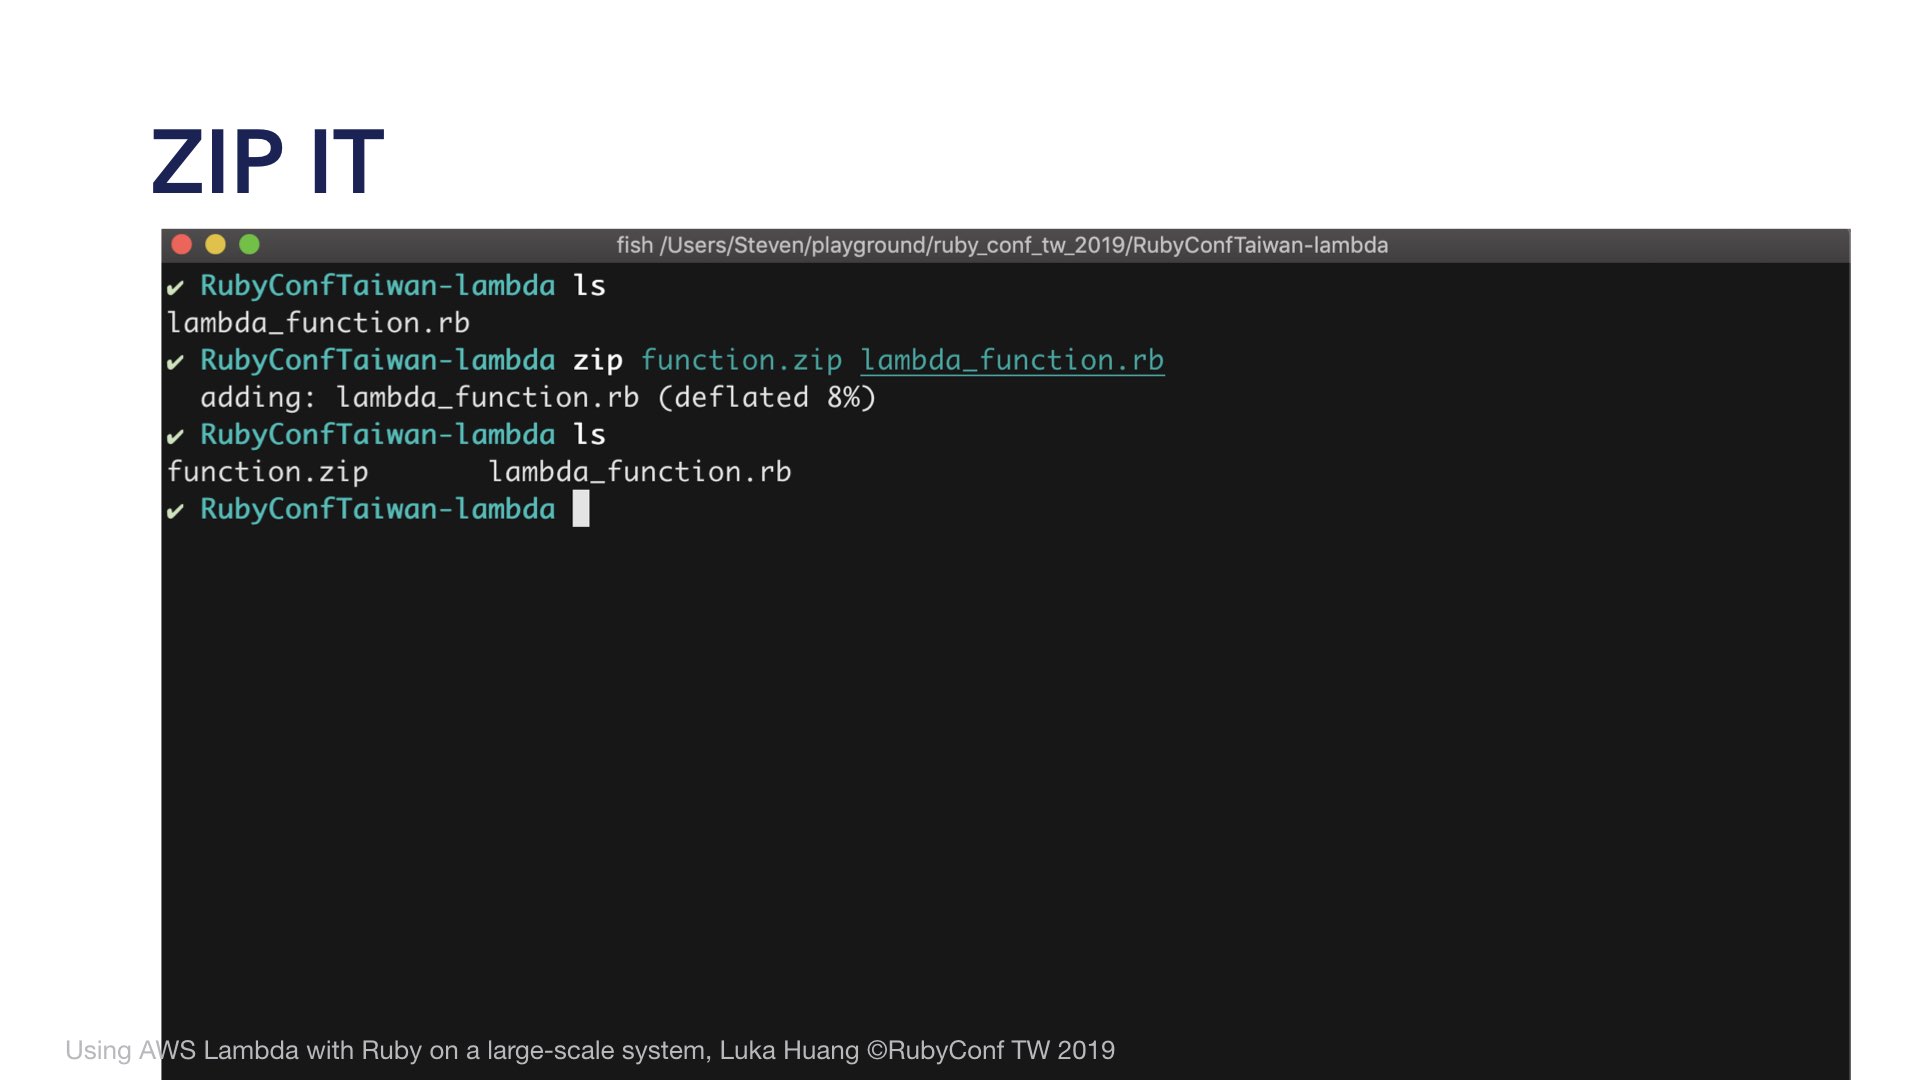 ZIP IT
fish /Users/Steven/playground/ruby_conf_tw_2019/RubyConfTaiwan-lambda
✔ RubyConfTaiwan-lambda ls
lambda_function.rb
✔ RubyConfTaiwan-lambda zip function.zip lambda_function.rb
  adding: lambda_function.rb (deflated 8%)
✔ RubyConfTaiwan-lambda ls
function.zip       lambda_function.rb
✔ RubyConfTaiwan-lambda
Using AWS Lambda with Ruby on a large-scale system, Luka Huang ©RubyConf TW 2019